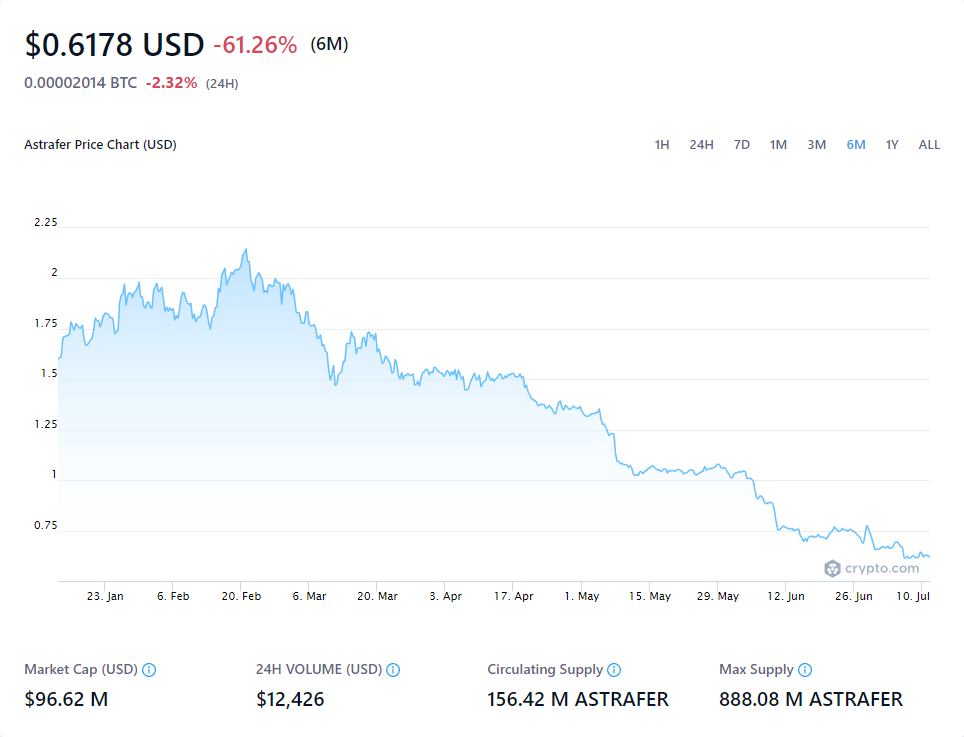 $0.6178 USD -61.26% (6M)
0.00002014 BTC -2.32% (24H)
Astrafer Price Chart (USD) 1H 24H 7D 1M 3M 6M 1Y ALL
2.25
2
1.75
1.5
1.25
1
0.75
crypto.com
23. Jan 6. Feb 20. Feb 6. Mar 20. Mar 3. Apr 17. Apr 1. May 15. May 29. May 12. Jun 26. Jun 10. Jul
Market Cap (USD) 24H VOLUME (USD) Circulating Supply Max Supply
$96.62 M $12,426 156.42 M ASTRAFER 888.08 M ASTRAFER